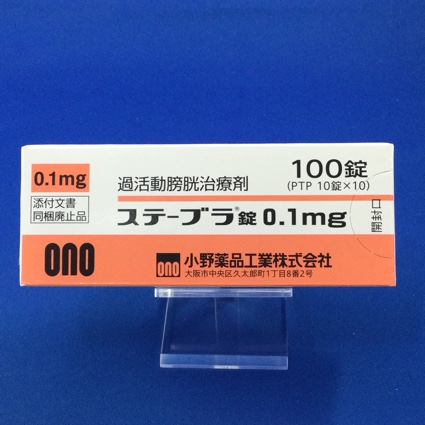 0.1mg
添付文書
同梱廃止品
過活動膀胱治療剤
100錠
(PTP 10錠×10)
ステーブラ®錠 0.1mg
開封口
ono
ono 小野薬品工業株式会社
大阪市中央区久太郎町1丁目8番2号